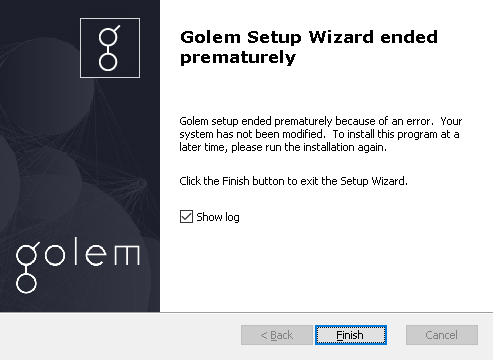 Golem Setup Wizard ended
prematurely
Golem setup ended prematurely because of an error. Your
system has not been modified. To install this program at a
later time, please run the installation again.
Click the Finish button to exit the Setup Wizard.
Show log
golem
< Back
Finish
Cancel